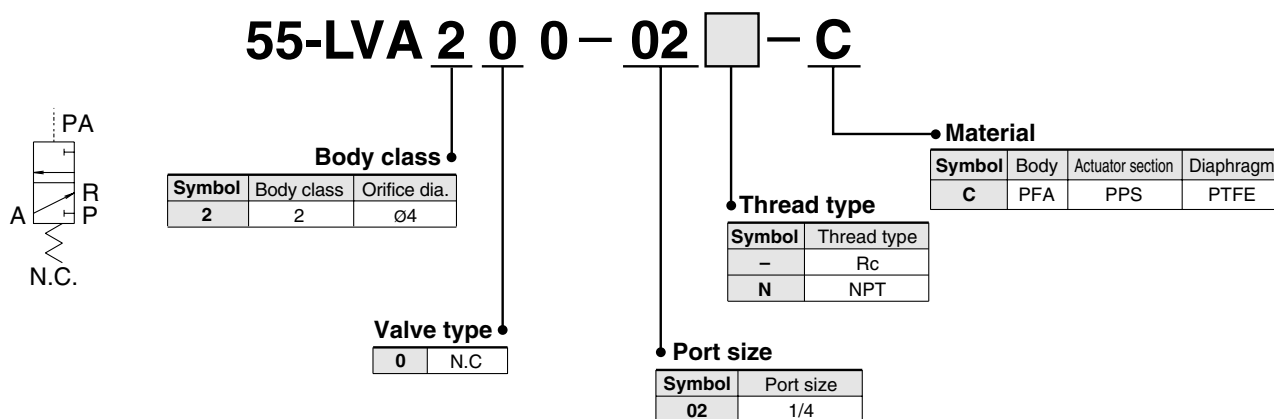 55-LVA 2 0 0 – 02 – C
PA
R
A
P
N.C.
Body class
Symbol Body class Orifice dia.
2 2 Ø4
Valve type
0 N.C
Port size
Symbol Port size
02 1/4
Thread type
Symbol Thread type
– Rc
N NPT
Material
Symbol Body Actuator section Diaphragm
C PFA PPS PTFE